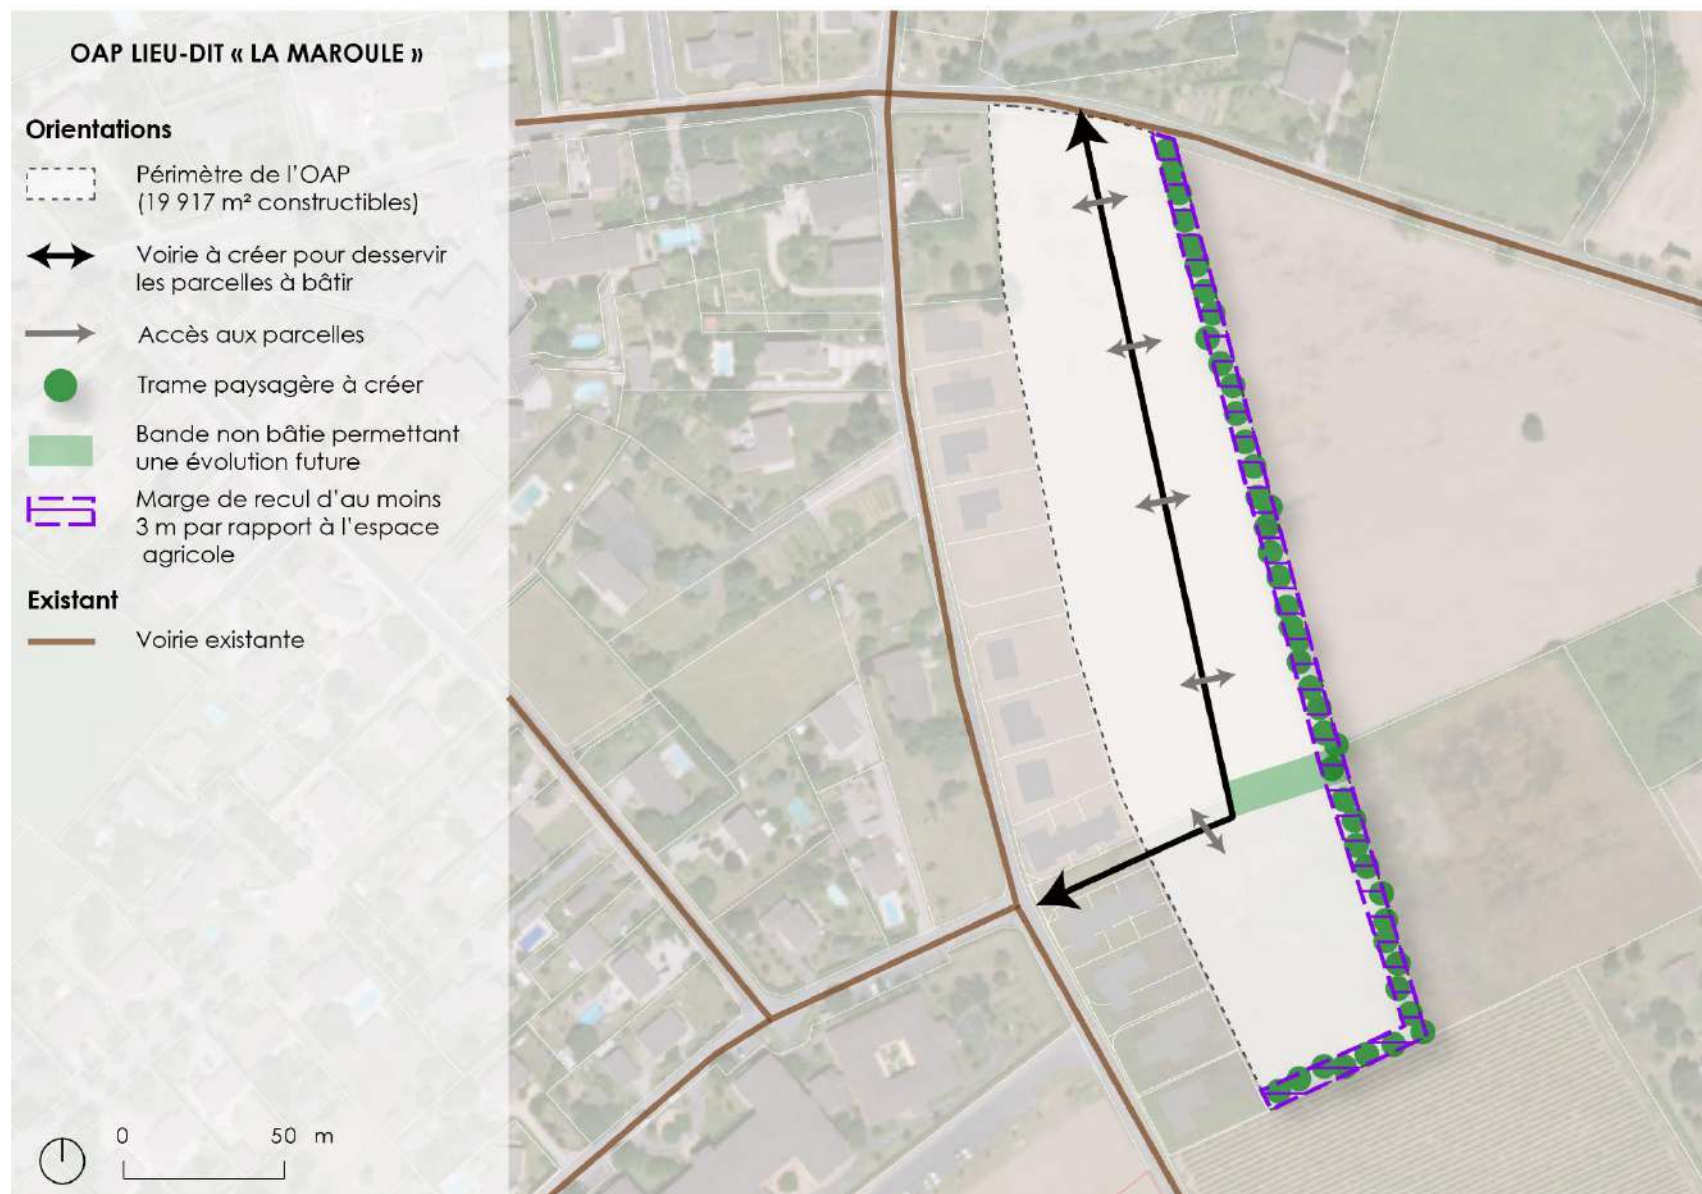 OAP LIEU-DIT « LA MAROULE »
Orientations
Périmètre de l'OAP
(19 917 m² constructibles)
Voirie à créer pour desservir
les parcelles à bâtir
Accès aux parcelles
Trame paysagère à créer
Bande non bâtie permettant
une évolution future
Marge de recul d'au moins
3 m par rapport à l'espace
agricole
Existant
Voirie existante
0 50 m